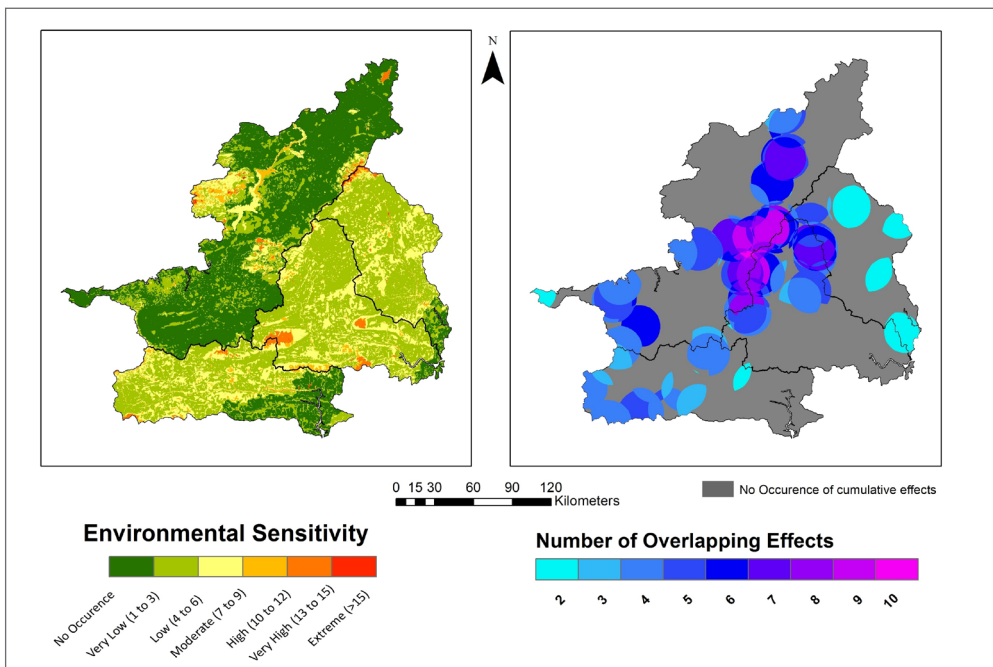 N
0 15 30 60 90 120
Kilometers
No Occurence of cumulative effects
Environmental Sensitivity
No Occurence
Very Low (1 to 3)
Low (4 to 6)
Moderate (7 to 9)
High (10 to 12)
Very High (13 to 15)
Extreme (>15)
Number of Overlapping Effects
2 3 4 5 6 7 8 9 10